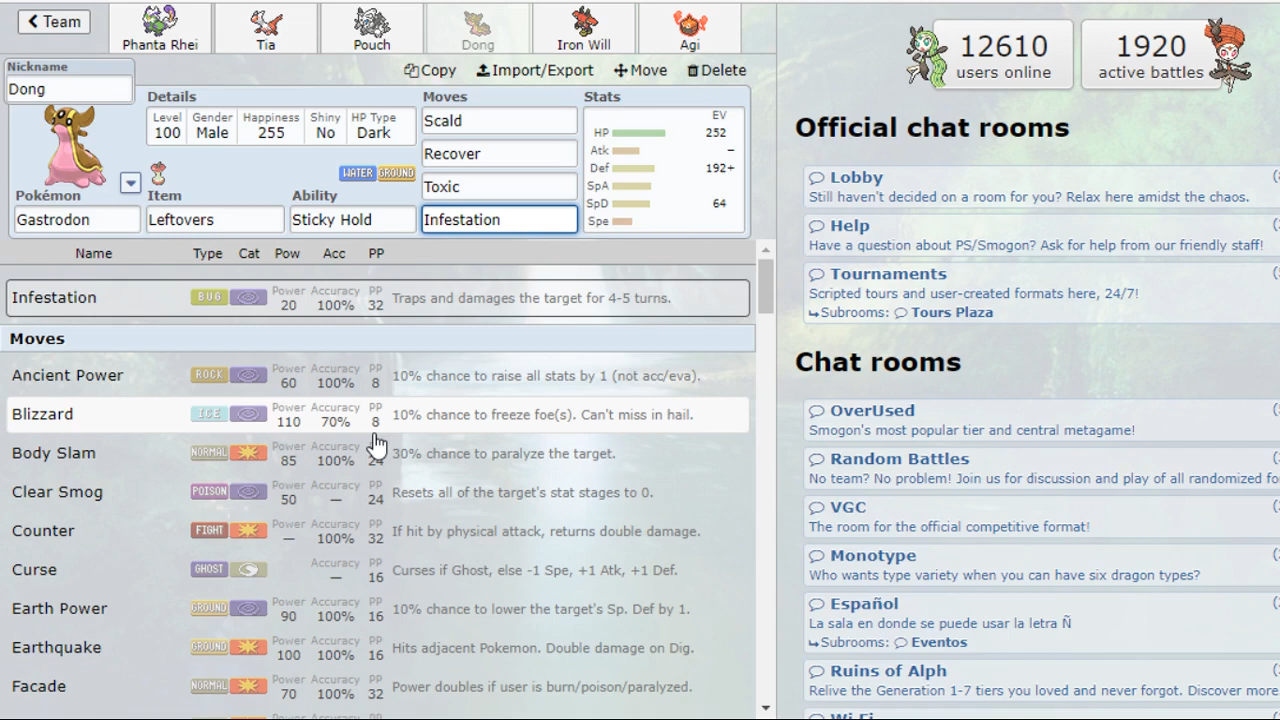 Team
Phanta Rhei
Tia
Pouch
Dong
Iron Will
Agi
12610
users online
1920
active battles
Nickname
Dong
Copy
Import/Export
Move
Delete
Details
Moves
Stats
Level
100
Gender
Male
Happiness
255
Shiny
No
HP Type
Dark
WATER GROUND
Pokémon
Gastrodon
Item
Leftovers
Ability
Sticky Hold
Scald
Recover
Toxic
Infestation
EV
HP 252
Atk –
Def 192+
SpA
SpD 64
Spe
Name Type Cat Pow Acc PP
Infestation BUG Power 20 Accuracy 100% PP 32 Traps and damages the target for 4-5 turns.
Moves
Ancient Power ROCK Power 60 Accuracy 100% PP 8 10% chance to raise all stats by 1 (not acc/eva).
Blizzard ICE Power 110 Accuracy 70% PP 8 10% chance to freeze foe(s). Can't miss in hail.
Body Slam NORMAL Power 85 Accuracy 100% 24 30% chance to paralyze the target.
Clear Smog POISON Power 50 Accuracy — PP 24 Resets all of the target's stat stages to 0.
Counter FIGHT Power — Accuracy 100% PP 32 If hit by physical attack, returns double damage.
Curse GHOST Accuracy — PP 16 Curses if Ghost, else -1 Spe, +1 Atk, +1 Def.
Earth Power GROUND Power 90 Accuracy 100% PP 16 10% chance to lower the target's Sp. Def by 1.
Earthquake GROUND Power 100 Accuracy 100% PP 16 Hits adjacent Pokemon. Double damage on Dig.
Facade NORMAL Power 70 Accuracy 100% PP 32 Power doubles if user is burn/poison/paralyzed.
Official chat rooms
Lobby
Still haven't decided on a room for you? Relax here amidst the chaos.
Help
Have a question about PS/Smogon? Ask for help from our friendly staff!
Tournaments
Scripted tours and user-created formats here, 24/7!
Subrooms: Tours Plaza
Chat rooms
OverUsed
Smogon's most popular tier and central metagame!
Random Battles
No team? No problem! Join us for discussion and play of all randomized fo
VGC
The room for the official competitive format!
Monotype
Who wants type variety when you can have six dragon types?
Español
La sala en donde se puede usar la letra Ñ
Subrooms: Eventos
Ruins of Alph
Relive the Generation 1-7 tiers you loved and never forgot. Discover more
Wi-Fi